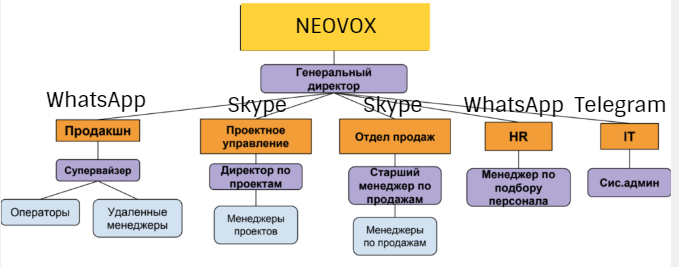 NEOVOX
Генеральный
директор
WhatsApp
Skype
Skype
WhatsApp
Telegram
Продакшн
Проектное
управление
Отдел продаж
HR
IT
Супервайзер
Директор по
проектам
Старший
менеджер по
продажам
Менеджер по
подбору
персонала
Сис.админ
Операторы
Удаленные
менеджеры
Менеджеры
проектов
Менеджеры
по продажам